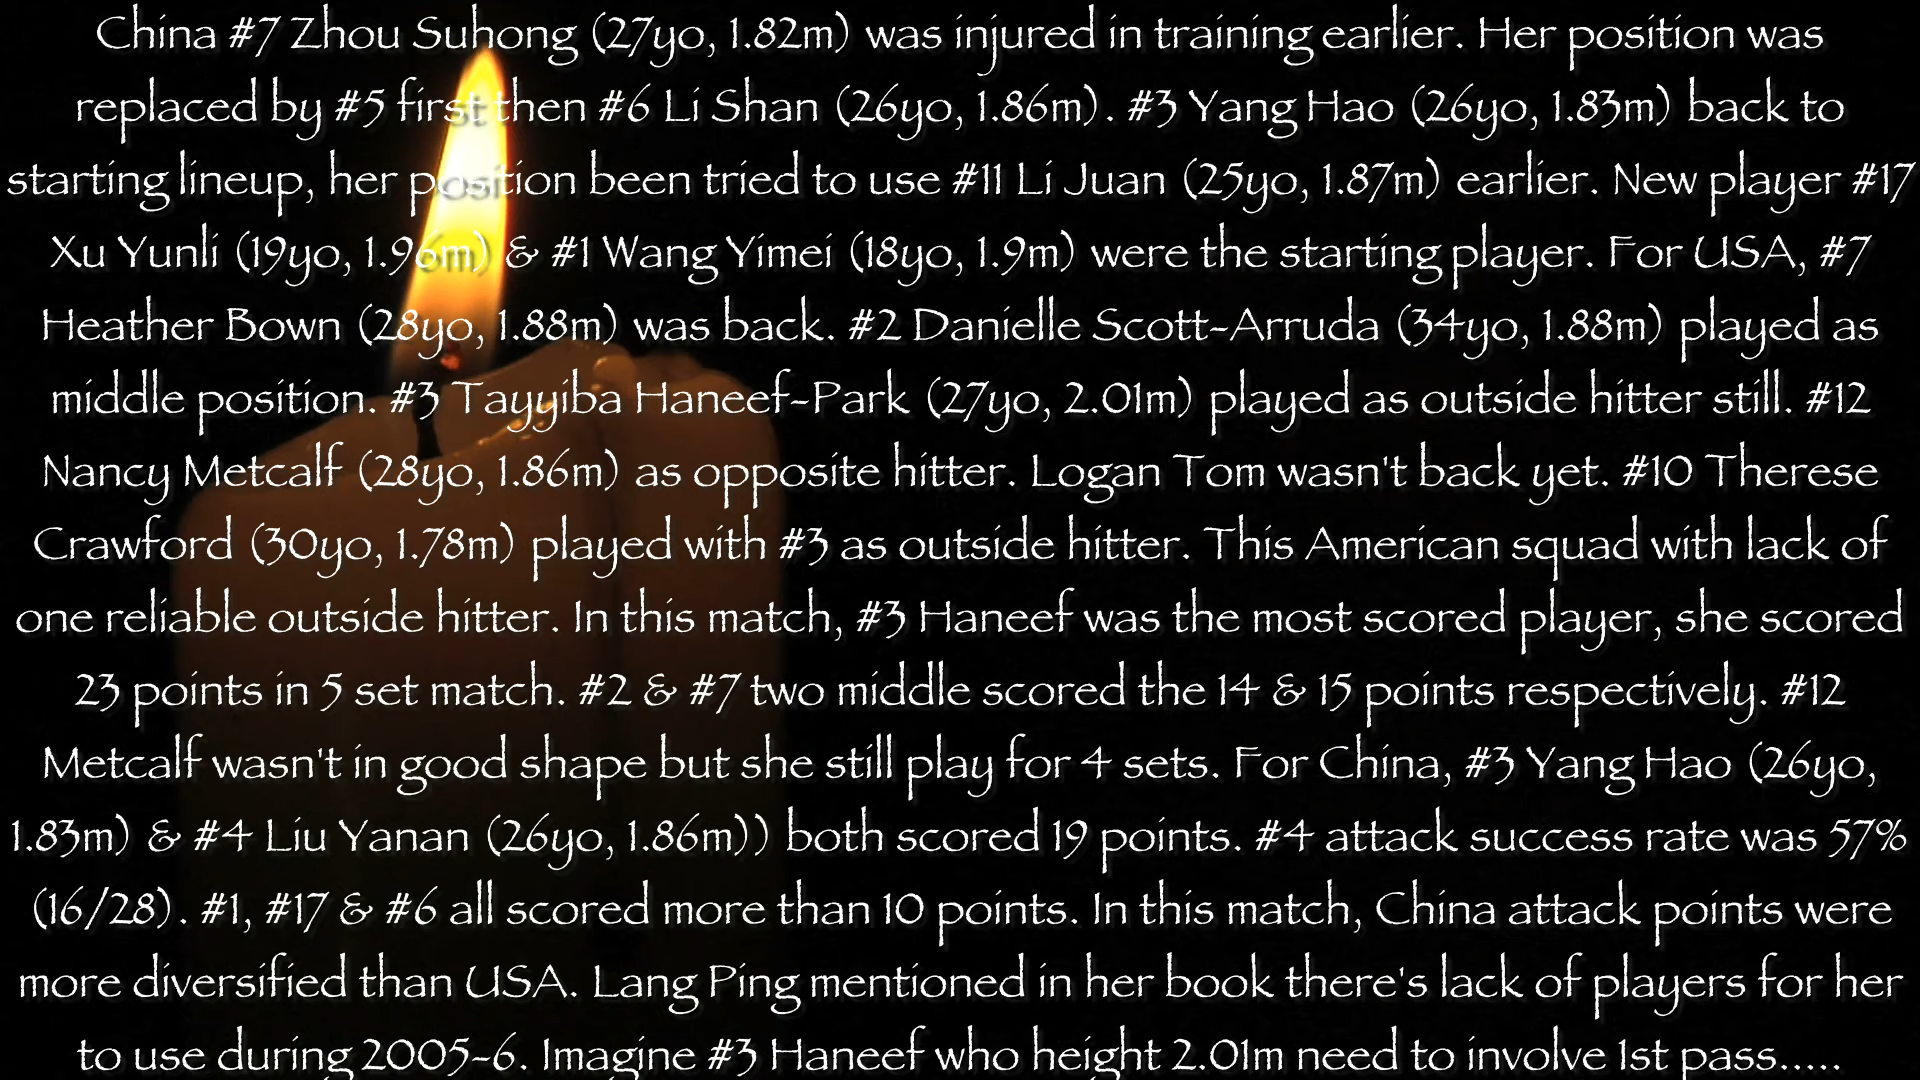 China #7 Zhou Suhong (27yo, 1.82m) was injured in training earlier. Her position was
replaced by #5 first then #6 Li Shan (26yo, 1.86m). #3 Yang Hao (26yo, 1.83m) back to
starting lineup, her position been tried to use #11 Li Juan (25yo, 1.87m) earlier. New player #17
Xu Yunli (19yo, 1.96m) & #1 Wang Yimei (18yo, 1.9m) were the starting player. For USA, #7
Heather Bown (28yo, 1.88m) was back. #2 Danielle Scott-Arruda (34yo, 1.88m) played as
middle position. #3 Tayyiba Haneef-Park (27yo, 2.01m) played as outside hitter still. #12
Nancy Metcalf (28yo, 1.86m) as opposite hitter. Logan Tom wasn't back yet. #10 Therese
Crawford (30yo, 1.78m) played with #3 as outside hitter. This American squad with lack of
one reliable outside hitter. In this match, #3 Haneef was the most scored player, she scored
23 points in 5 set match. #2 & #7 two middle scored the 14 & 15 points respectively. #12
Metcalf wasn't in good shape but she still play for 4 sets. For China, #3 Yang Hao (26yo,
1.83m) & #4 Liu Yanan (26yo, 1.86m)) both scored 19 points. #4 attack success rate was 57%
(16/28). #1, #17 & #6 all scored more than 10 points. In this match, China attack points were
more diversified than USA. Lang Ping mentioned in her book there's lack of players for her
to use during 2005-6. Imagine #3 Haneef who height 2.01m need to involve 1st pass.....